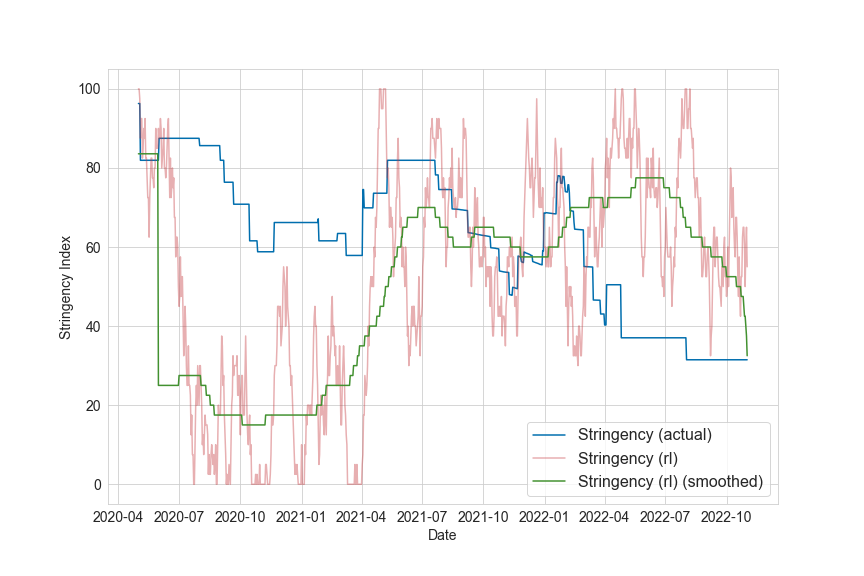 100
80
60
40
20
0
Stringency Index
2020-04 2020-07 2020-10 2021-01 2021-04 2021-07 2021-10 2022-01 2022-04 2022-07 2022-10
Date
Stringency (actual)
Stringency (rl)
Stringency (rl) (smoothed)